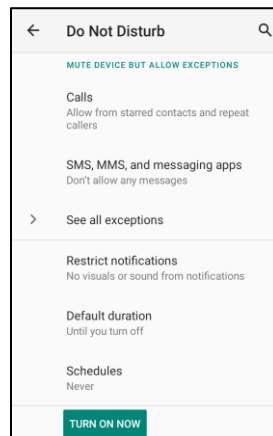 Do Not Disturb
MUTE DEVICE BUT ALLOW EXCEPTIONS
Calls
Allow from starred contacts and repeat
callers
SMS, MMS, and messaging apps
Don't allow any messages
See all exceptions
Restrict notifications
No visuals or sound from notifications
Default duration
Until you turn off
Schedules
Never
TURN ON NOW